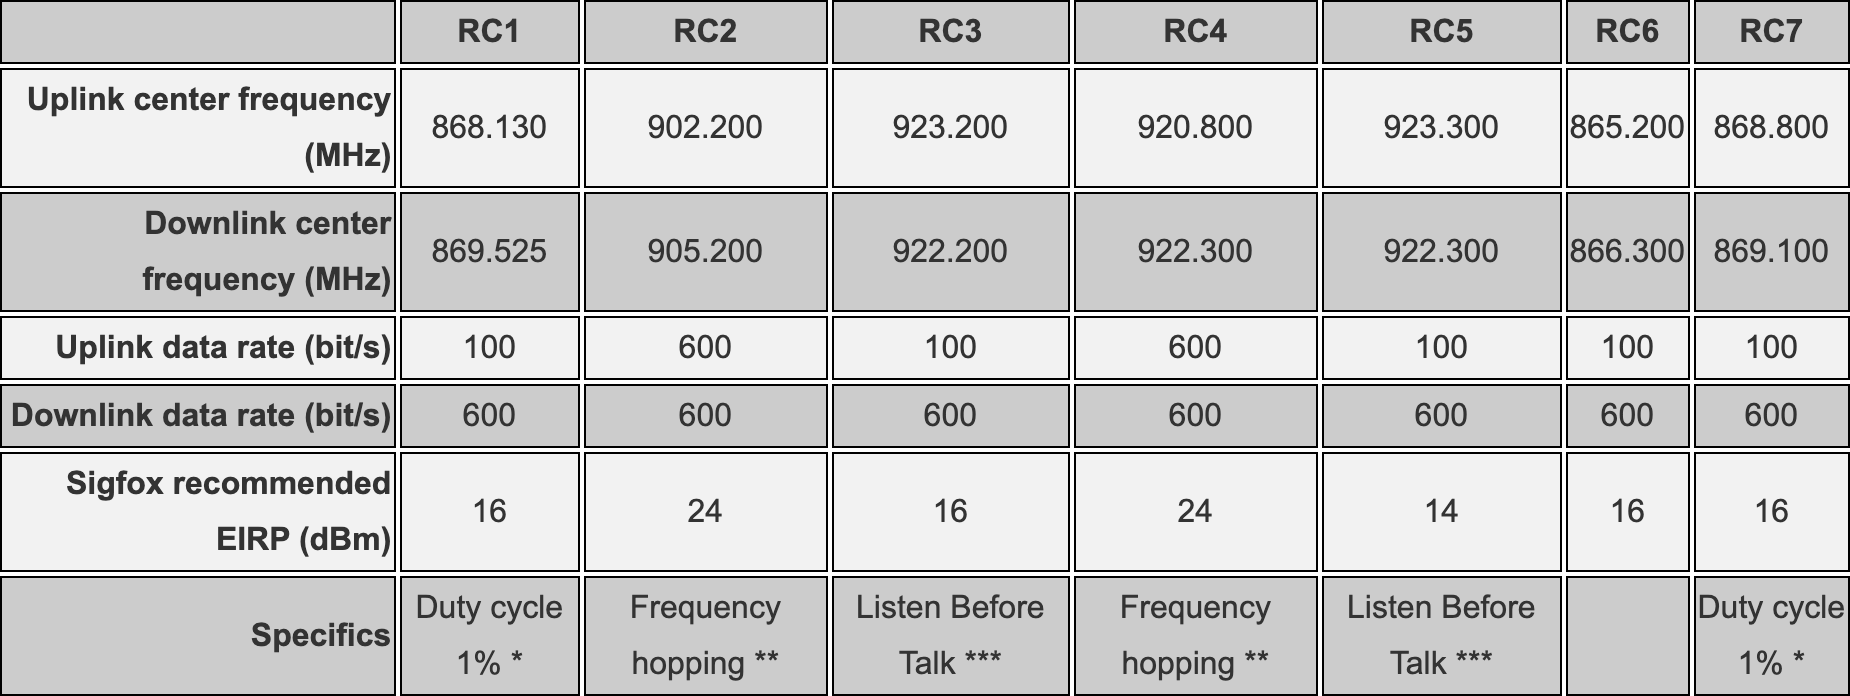 RC1 RC2 RC3 RC4 RC5 RC6 RC7
Uplink center frequency
(MHz) 868.130 902.200 923.200 920.800 923.300 865.200 868.800
Downlink center
frequency (MHz) 869.525 905.200 922.200 922.300 922.300 866.300 869.100
Uplink data rate (bit/s) 100 600 100 600 100 100 100
Downlink data rate (bit/s) 600 600 600 600 600 600 600
Sigfox recommended
EIRP (dBm) 16 24 16 24 14 16 16
Specifics
Duty cycle
1% *
Frequency
hopping **
Listen Before
Talk ***
Frequency
hopping **
Listen Before
Talk ***
Duty cycle
1% *